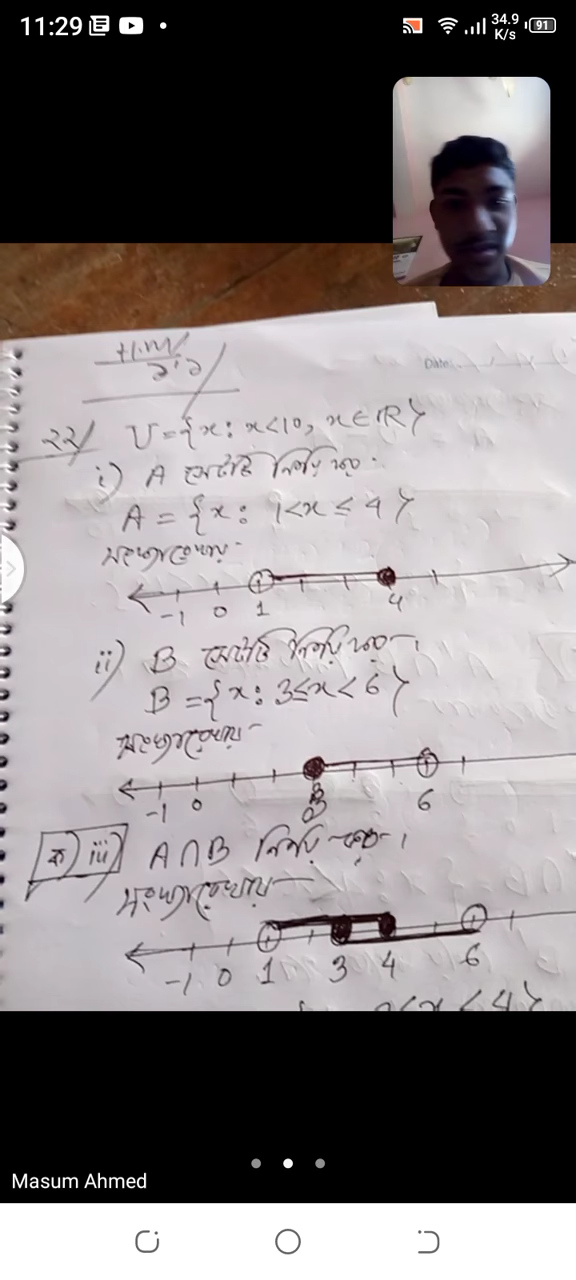 11:29
34.9 K/s
91
H.W
Date:
22/ U={x: x<10, x∈ℝ}
i) A সেটটি নির্ণয় কর.
A = {x: 1<x≤4}
সংখ্যারেখায়-
-1 0 1 4
ii) B সেটটি নির্ণয় কর।
B = {x: 3≤x<6}
সংখ্যারেখায়-
-1 0 3 6
ক) iii) A∩B নির্ণয় কর।
সংখ্যারেখায়-
-1 0 1 3 4 6
Masum Ahmed